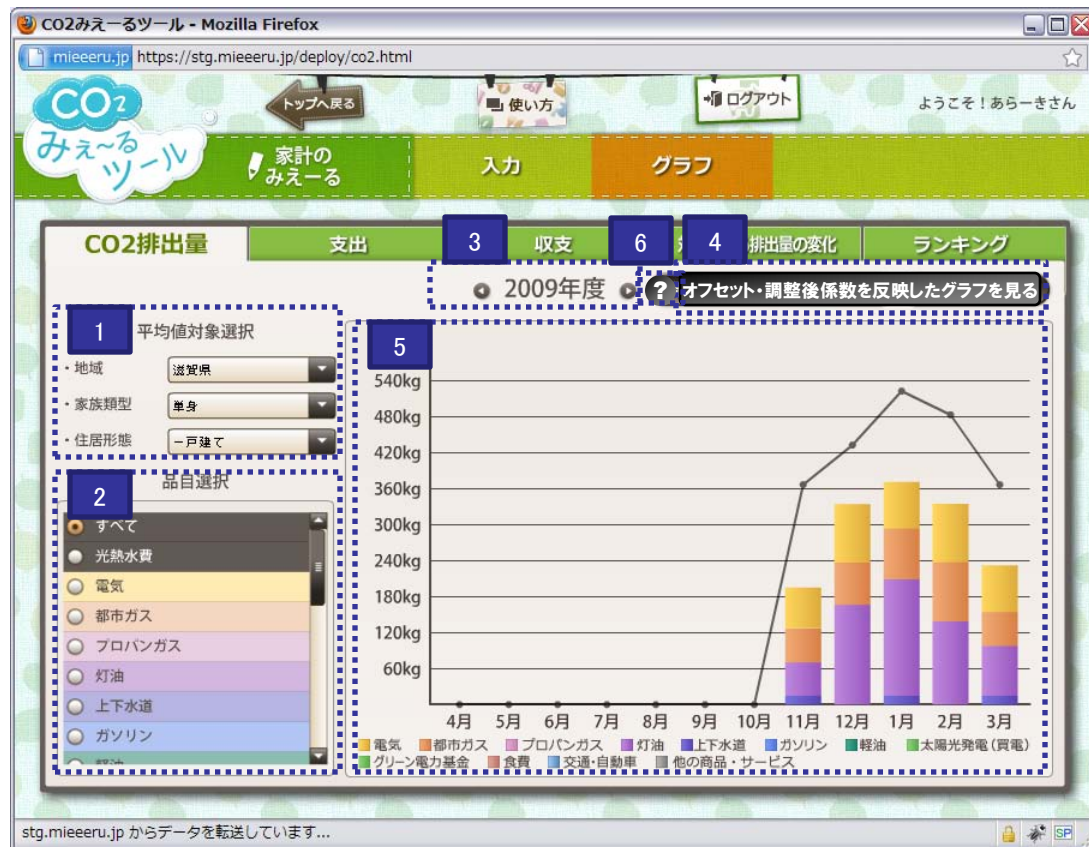 CO2みえーるツール - Mozilla Firefox
mieeeru.jp https://stg.mieeeru.jp/deploy/co2.html
CO2
みえ~る
ツール
トップへ戻る
使い方
ログアウト
ようこそ！あらーきさん
家計の
みえーる
入力
グラフ
CO2排出量
支出
3
収支
6
4
排出量の変化
ランキング
2009年度
?
オフセット・調整後係数を反映したグラフを見る
1
平均値対象選択
・地域
滋賀県
・家族類型
単身
・住居形態
一戸建て
2
品目選択
すべて
光熱水費
電気
都市ガス
プロパンガス
灯油
上下水道
ガソリン
軽油
5
540kg
480kg
420kg
360kg
300kg
240kg
180kg
120kg
60kg
4月 5月 6月 7月 8月 9月 10月 11月 12月 1月 2月 3月
電気 都市ガス プロパンガス 灯油 上下水道 ガソリン 軽油 太陽光発電(買電)
グリーン電力基金 食費 交通・自動車 他の商品・サービス
stg.mieeeru.jp からデータを転送しています...
SP